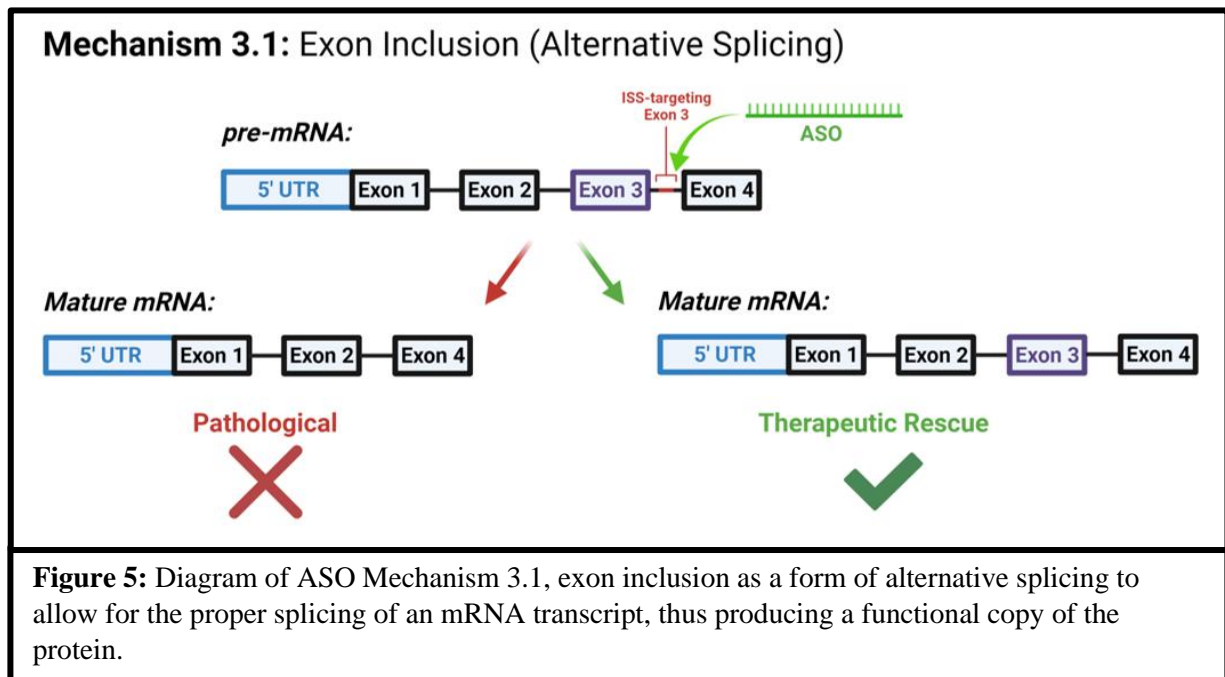 Mechanism 3.1: Exon Inclusion (Alternative Splicing)
ISS-targeting
Exon 3
ASO
pre-mRNA:
5' UTR Exon 1 Exon 2 Exon 3 Exon 4
Mature mRNA:
5' UTR Exon 1 Exon 2 Exon 4
Pathological
Mature mRNA:
5' UTR Exon 1 Exon 2 Exon 3 Exon 4
Therapeutic Rescue
Figure 5: Diagram of ASO Mechanism 3.1, exon inclusion as a form of alternative splicing to
allow for the proper splicing of an mRNA transcript, thus producing a functional copy of the
protein.